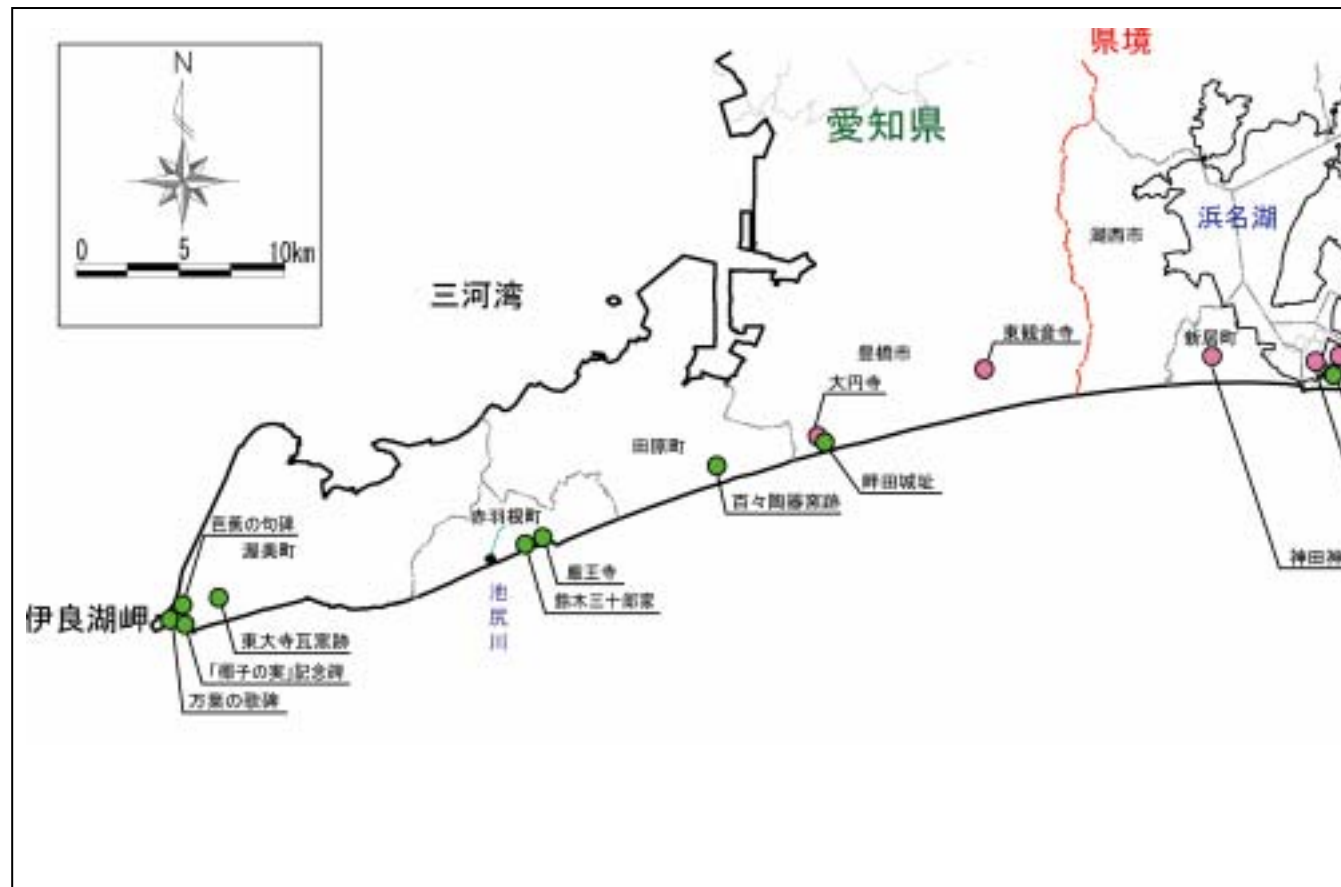 県境
N
愛知県
浜名湖
湖西市
0 5 10km
三河湾
東観音寺
新居町
豊橋市
大円寺
田原町
畔田城址
百々陶器窯跡
赤羽根町
芭蕉の句碑
渥美町
神田神
医王寺
鈴木三十郎家
池尻川
伊良湖岬
東大寺瓦窯跡
「椰子の実」記念碑
万葉の歌碑